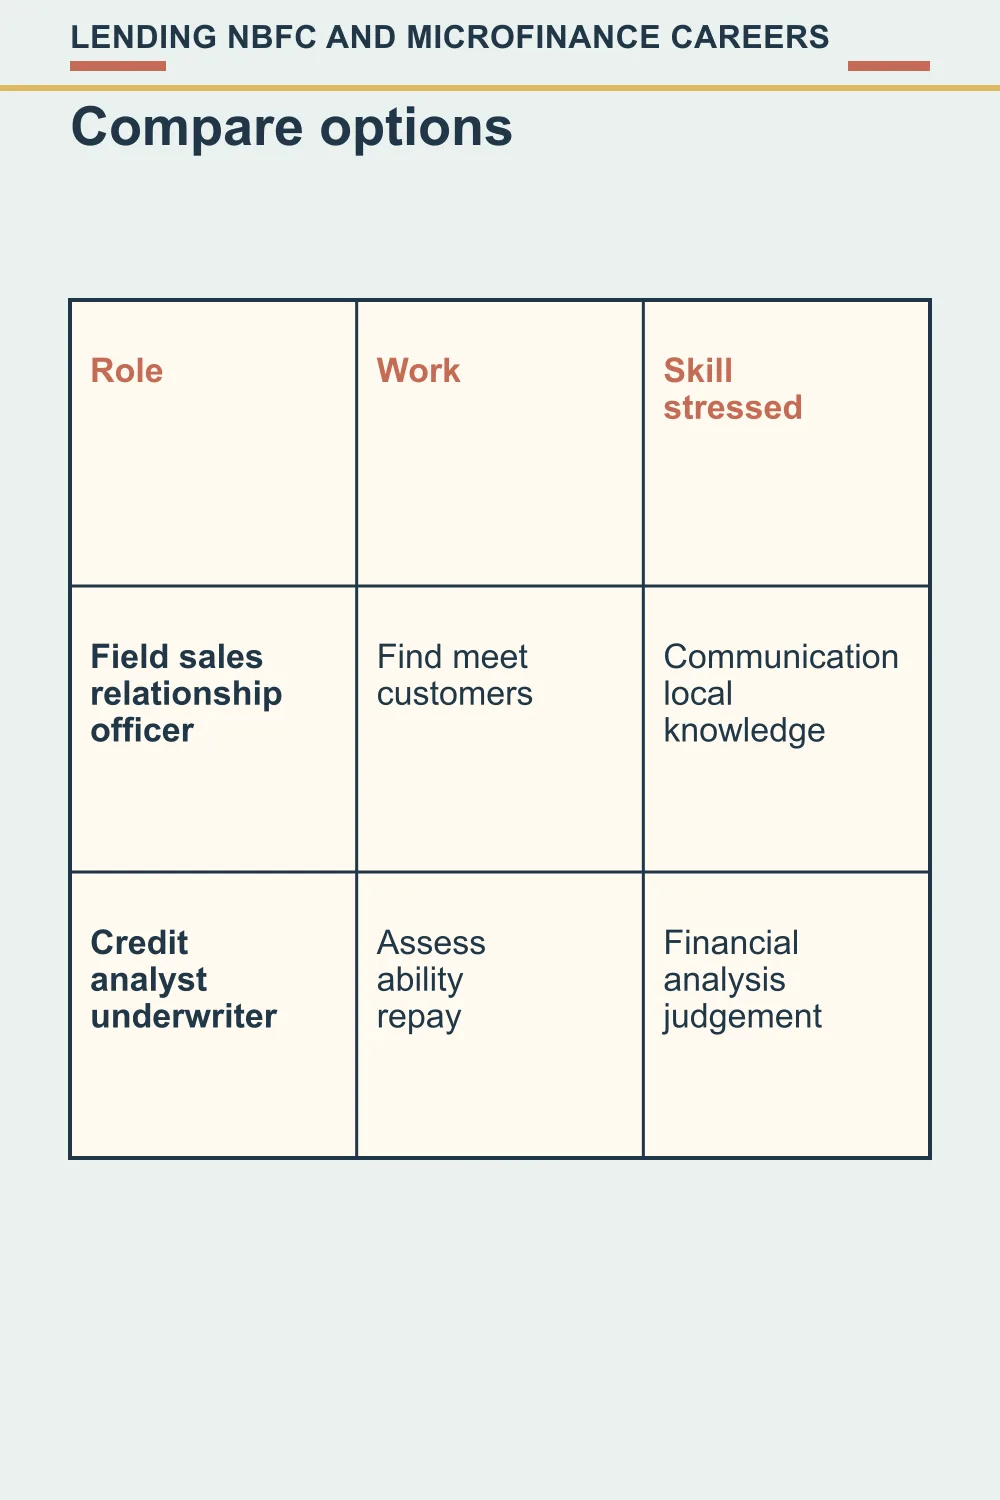 LENDING NBFC AND MICROFINANCE CAREERS
Compare options
Role
Work
Skill
stressed
Field sales
relationship
officer
Find meet
customers
Communication
local
knowledge
Credit
analyst
underwriter
Assess
ability
repay
Financial
analysis
judgement